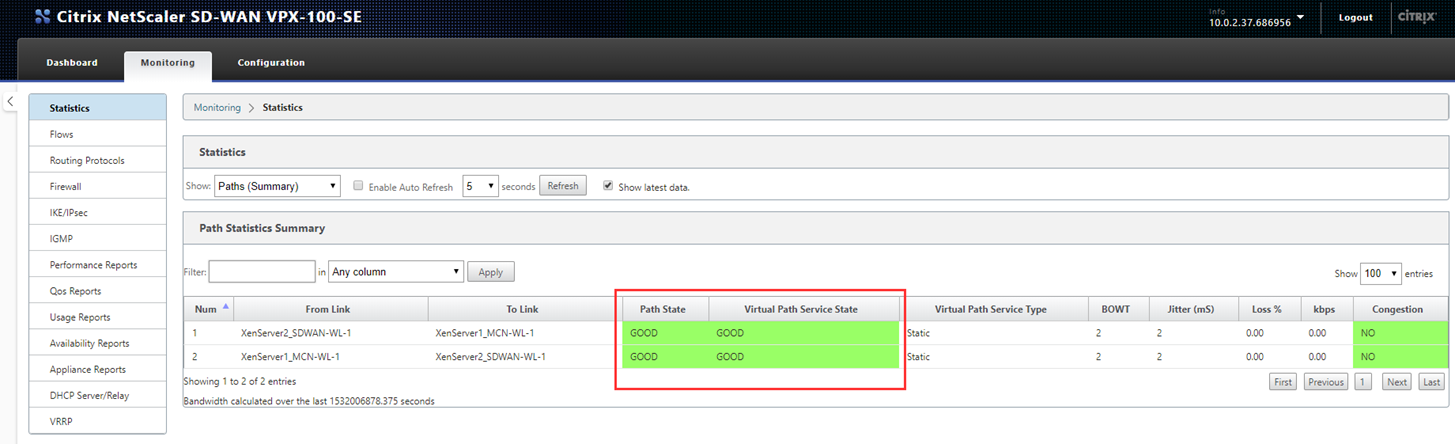 Citrix NetScaler SD-WAN VPX-100-SE
Info
10.0.2.37.686956
Logout
CITRIX
Dashboard Monitoring Configuration
Statistics
Flows
Routing Protocols
Firewall
IKE/IPsec
IGMP
Performance Reports
Qos Reports
Usage Reports
Availability Reports
Appliance Reports
DHCP Server/Relay
VRRP
Monitoring > Statistics
Statistics
Show: Paths (Summary) Enable Auto Refresh 5 seconds Refresh Show latest data.
Path Statistics Summary
Filter: in Any column Apply Show 100 entries
Num From Link To Link Path State Virtual Path Service State Virtual Path Service Type BOWT Jitter (mS) Loss % kbps Congestion
1 XenServer2_SDWAN-WL-1 XenServer1_MCN-WL-1 GOOD GOOD Static 2 2 0.00 0.00 NO
2 XenServer1_MCN-WL-1 XenServer2_SDWAN-WL-1 GOOD GOOD Static 2 2 0.00 0.00 NO
Showing 1 to 2 of 2 entries First Previous 1 Next Last
Bandwidth calculated over the last 1532006878.375 seconds